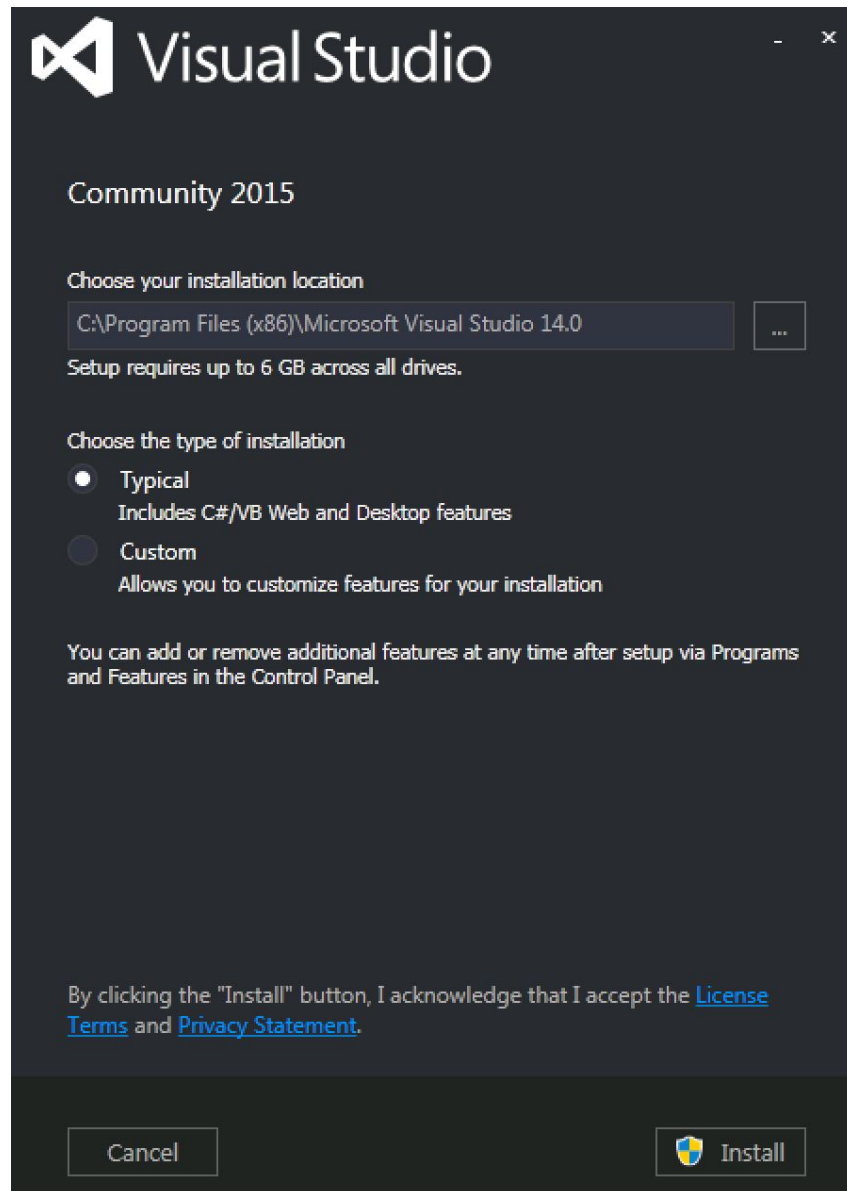 Visual Studio
Community 2015
Choose your installation location
C:\Program Files (x86)\Microsoft Visual Studio 14.0
...
Setup requires up to 6 GB across all drives.
Choose the type of installation
Typical
Includes C#/VB Web and Desktop features
Custom
Allows you to customize features for your installation
You can add or remove additional features at any time after setup via Programs
and Features in the Control Panel.
By clicking the "Install" button, I acknowledge that I accept the License
Terms and Privacy Statement.
Cancel
Install